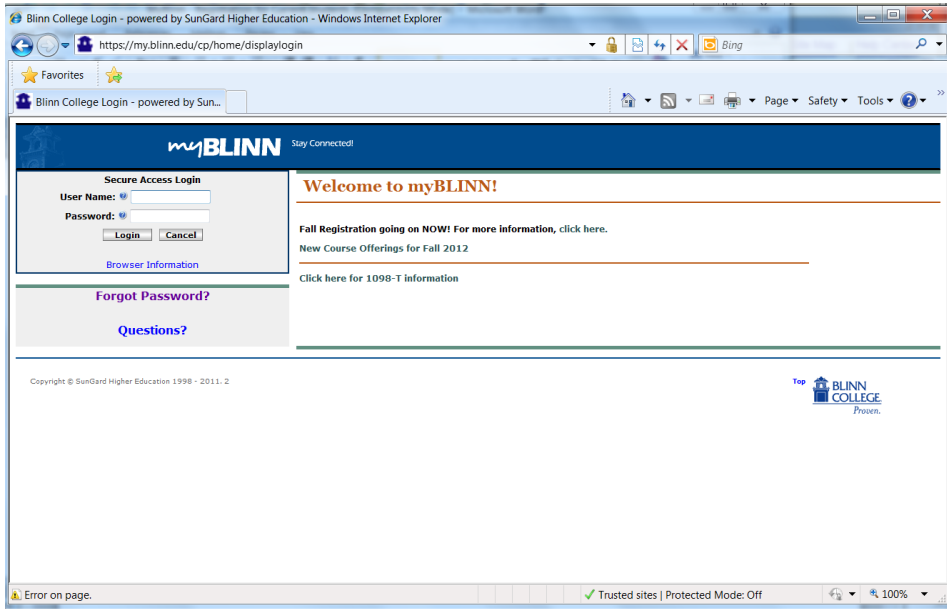 Blinn College Login - powered by SunGard Higher Education - Windows Internet Explorer
https://my.blinn.edu/cp/home/displaylogin
Bing
Favorites
Blinn College Login - powered by Sun...
Page Safety Tools
myBLINN Stay Connected!
Secure Access Login
User Name:
Password:
Login Cancel
Browser Information
Forgot Password?
Questions?
Welcome to myBLINN!
Fall Registration going on NOW! For more information, click here.
New Course Offerings for Fall 2012
Click here for 1098-T information
Copyright © SunGard Higher Education 1998 - 2011. 2
Top
BLINN
COLLEGE
Proven.
Error on page.
Trusted sites | Protected Mode: Off
100%